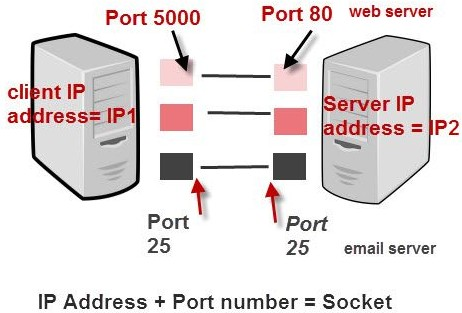 Port 5000
Port 80 web server
client IP
address= IP1
Server IP
address = IP2
Port
25
Port
25
email server
IP Address + Port number = Socket